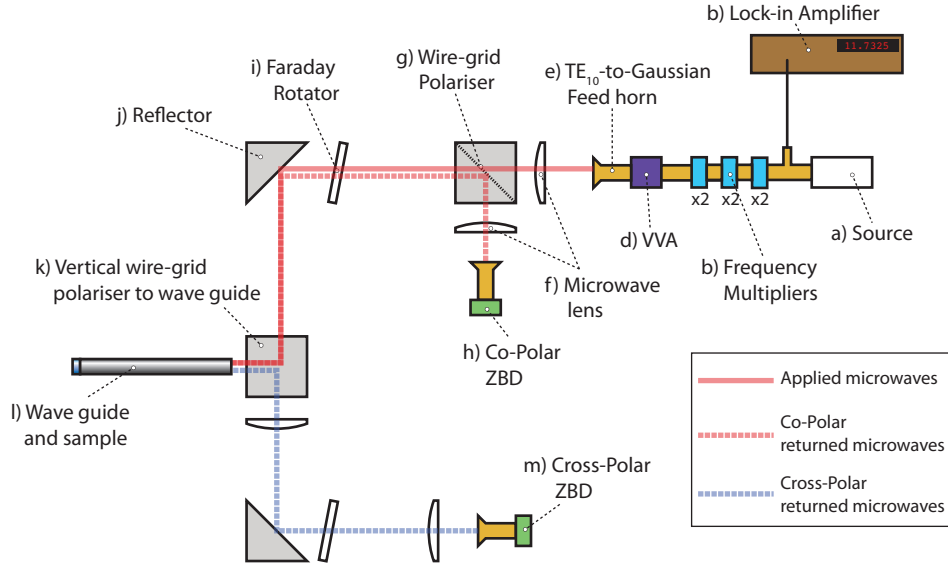 b) Lock-in Amplifier
11.7325
g) Wire-grid
Polariser
e) TE10-to-Gaussian
Feed horn
i) Faraday
Rotator
j) Reflector
x2
x2
x2
d) VVA
a) Source
k) Vertical wire-grid
polariser to wave guide
f) Microwave
lens
b) Frequency
Multipliers
h) Co-Polar
ZBD
l) Wave guide
and sample
m) Cross-Polar
ZBD
Applied microwaves
Co-Polar
returned microwaves
Cross-Polar
returned microwaves